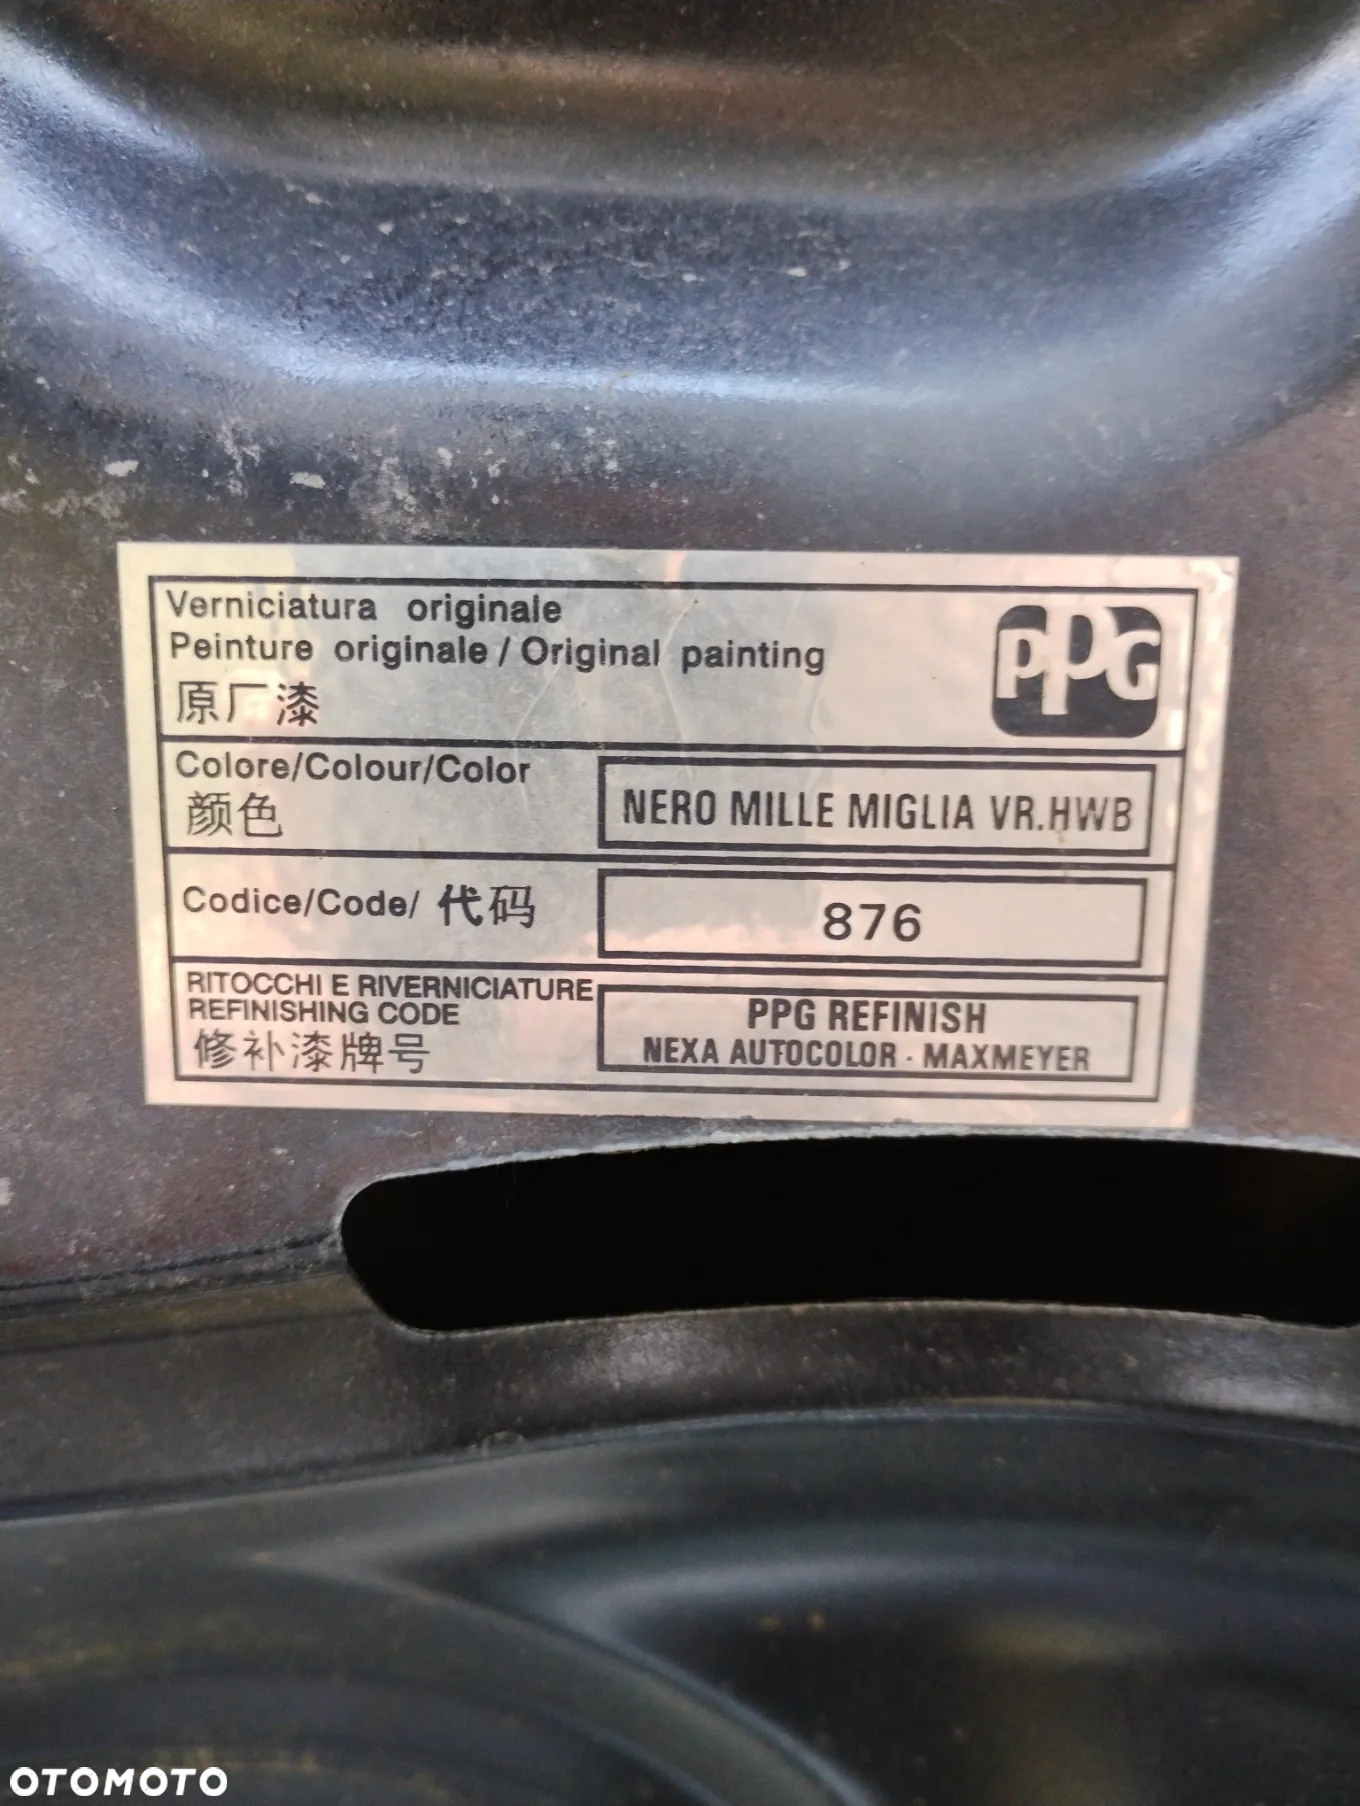 Verniciatura originale
Peinture originale / Original painting
原厂漆
PPG
Colore/Colour/Color
颜色
NERO MILLE MIGLIA VR.HWB
Codice/Code/ 代码
876
RITOCCHI E RIVERNICIATURE
REFINISHING CODE
修补漆牌号
PPG REFINISH
NEXA AUTOCOLOR · MAXMEYER
OTOMOTO